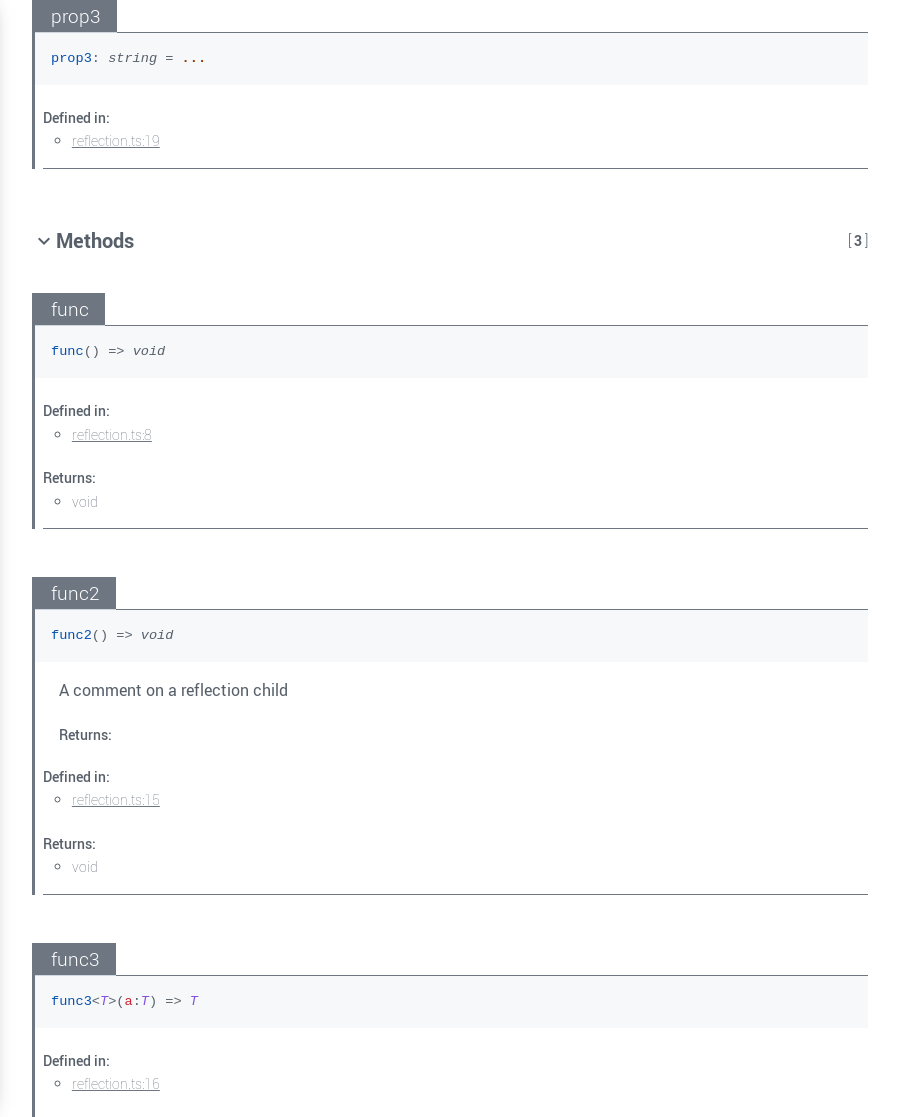 prop3
prop3: string = ...
Defined in:
reflection.ts:19
Methods [ 3 ]
func
func() => void
Defined in:
reflection.ts:8
Returns:
void
func2
func2() => void
A comment on a reflection child
Returns:
Defined in:
reflection.ts:15
Returns:
void
func3
func3<T>(a:T) => T
Defined in:
reflection.ts:16